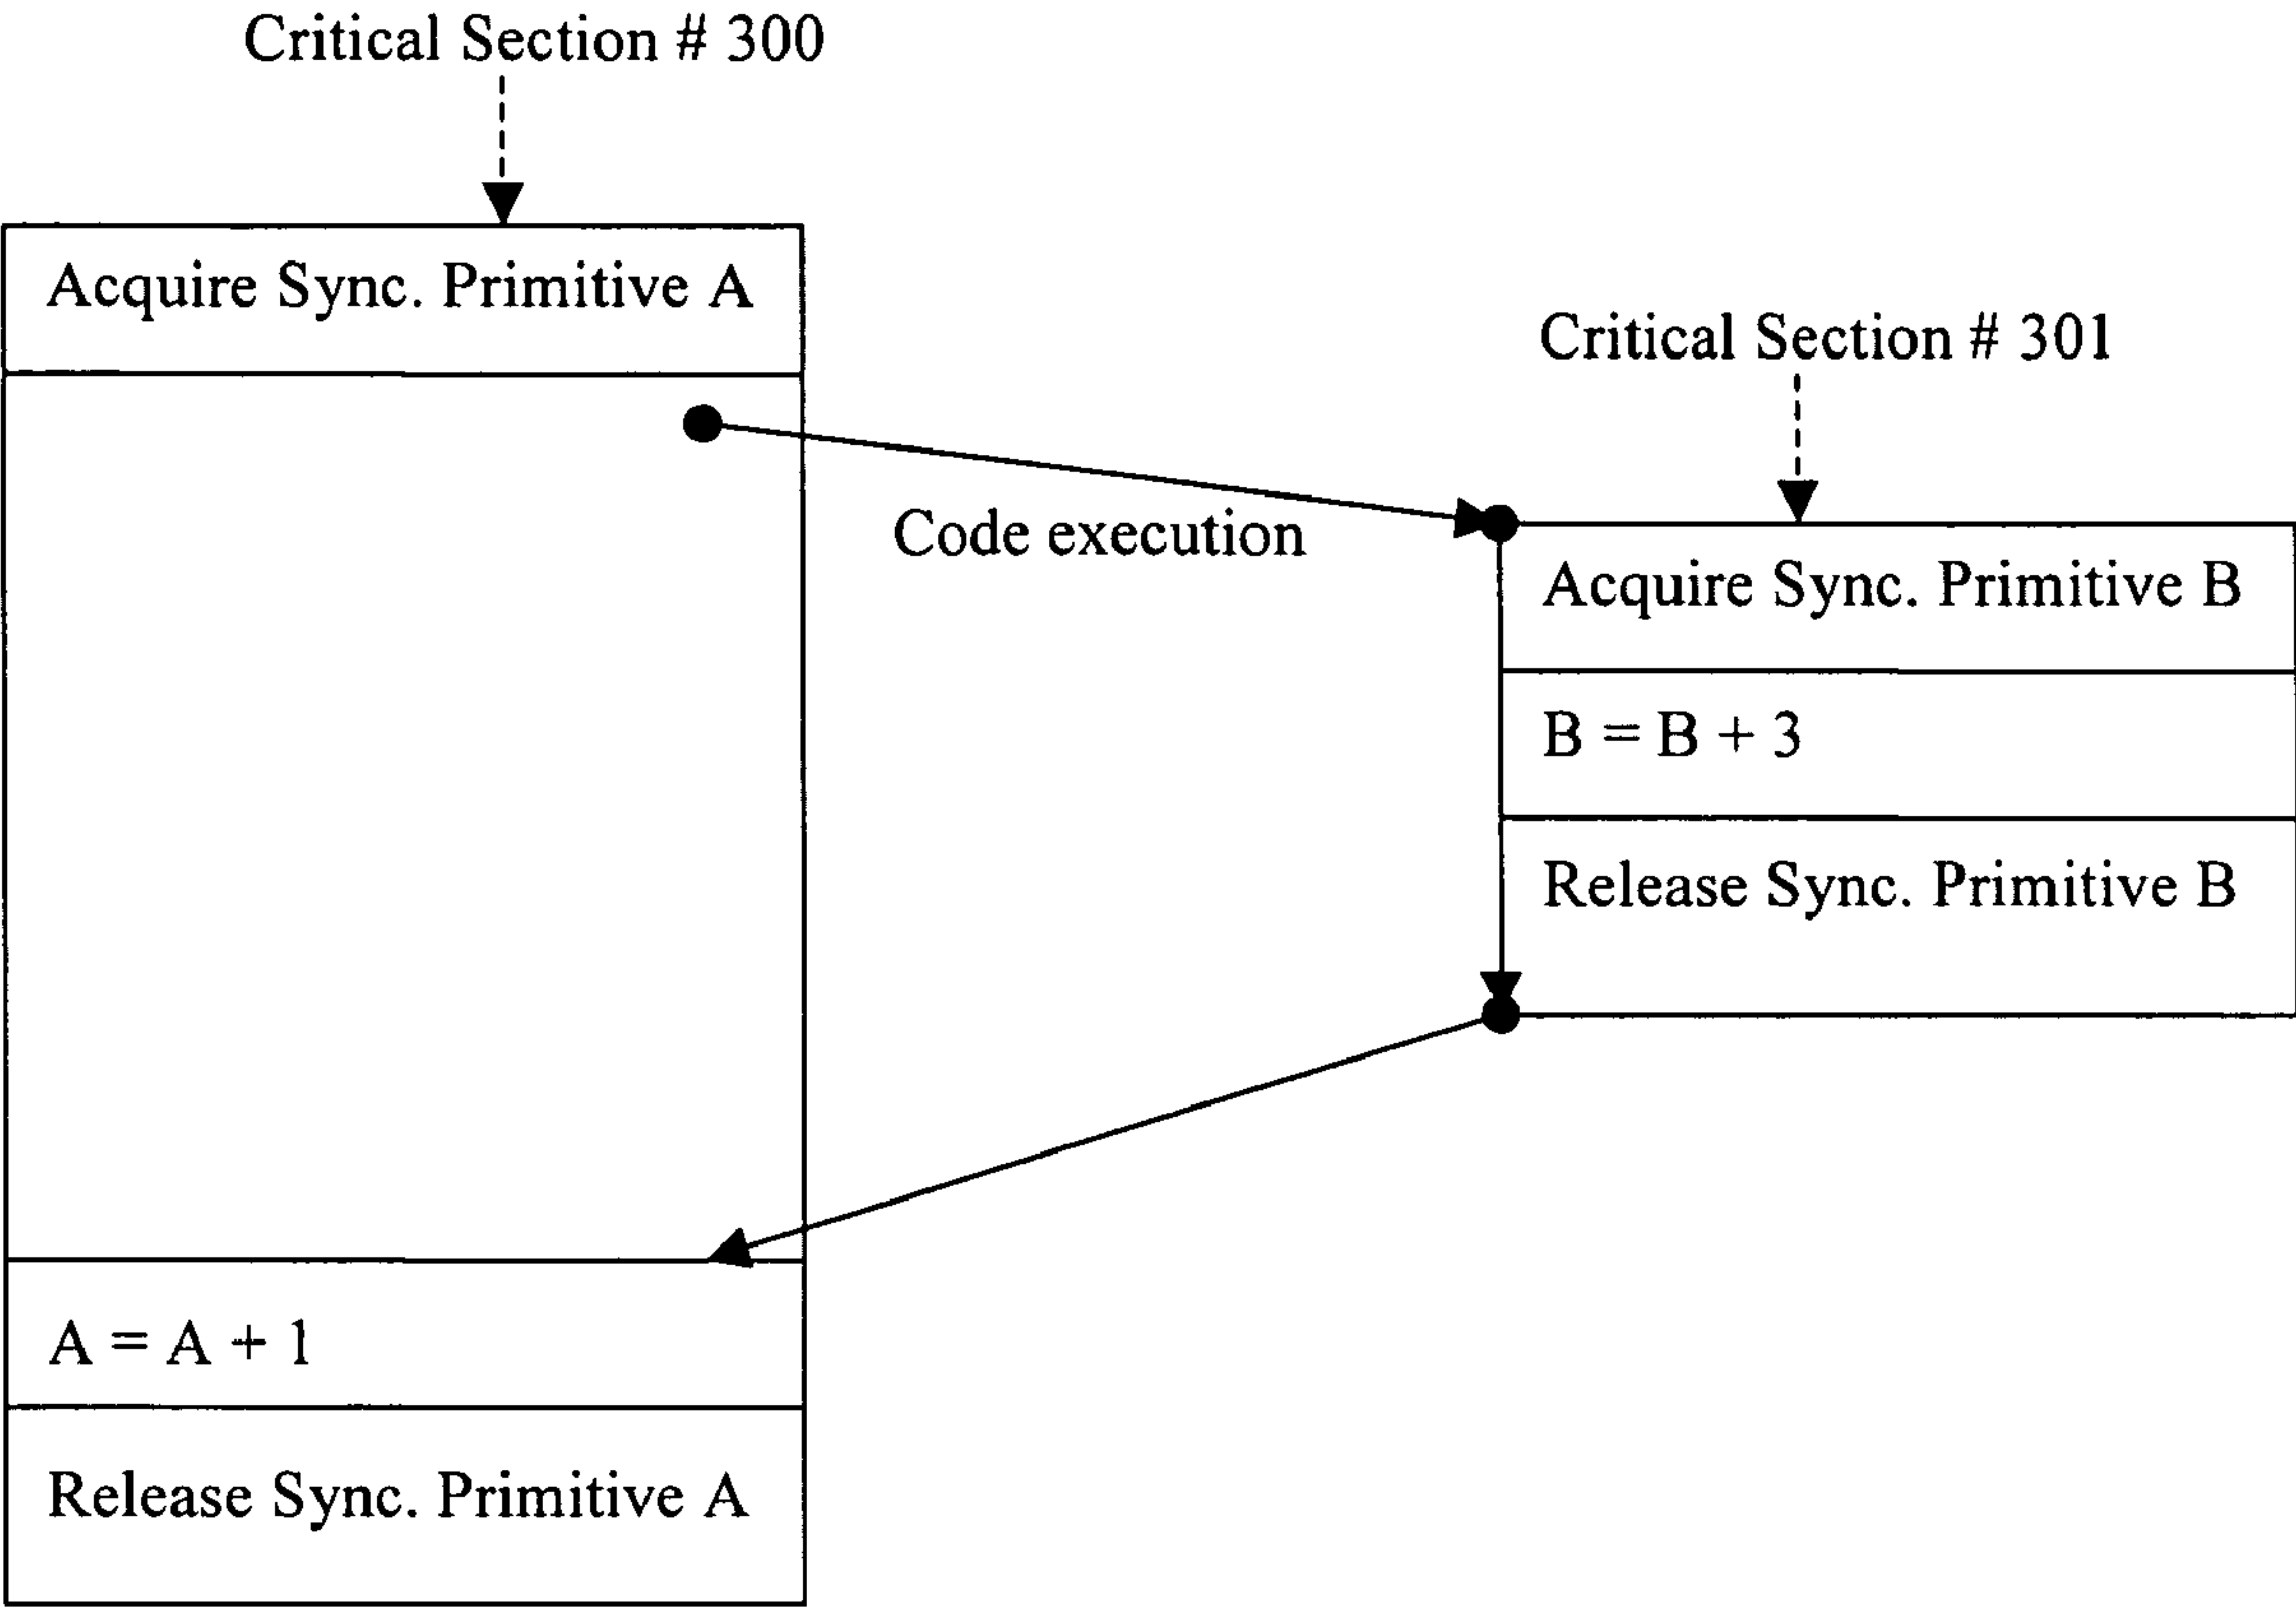 Critical Section # 300
Acquire Sync. Primitive A
Critical Section # 301
Code execution
Acquire Sync. Primitive B
B = B + 3
Release Sync. Primitive B
A = A + 1
Release Sync. Primitive A